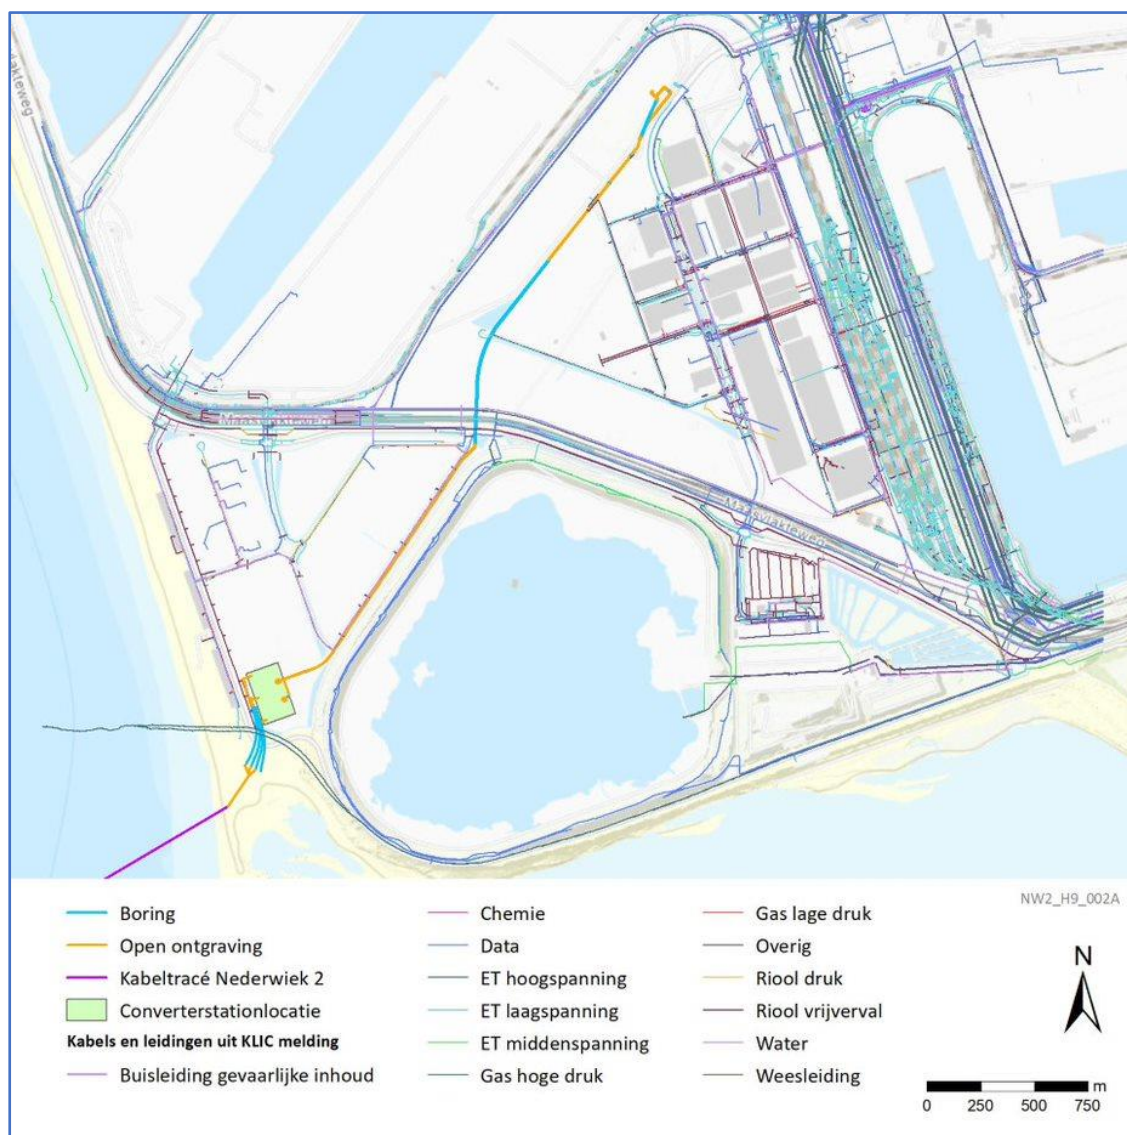 lakteweg
Maasvlakteweg
Maasvlakteweg
NW2_H9_002A
Boring
Open ontgraving
Kabeltracé Nederwiek 2
Converterstationlocatie
Kabels en leidingen uit KLIC melding
Buisleiding gevaarlijke inhoud
Chemie
Data
ET hoogspanning
ET laagspanning
ET middenspanning
Gas hoge druk
Gas lage druk
Overig
Riool druk
Riool vrijverval
Water
Weesleiding
N
0 250 500 750 m